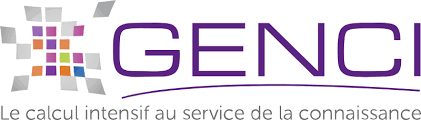 GENCI
Le calcul intensif au service de la connaissance